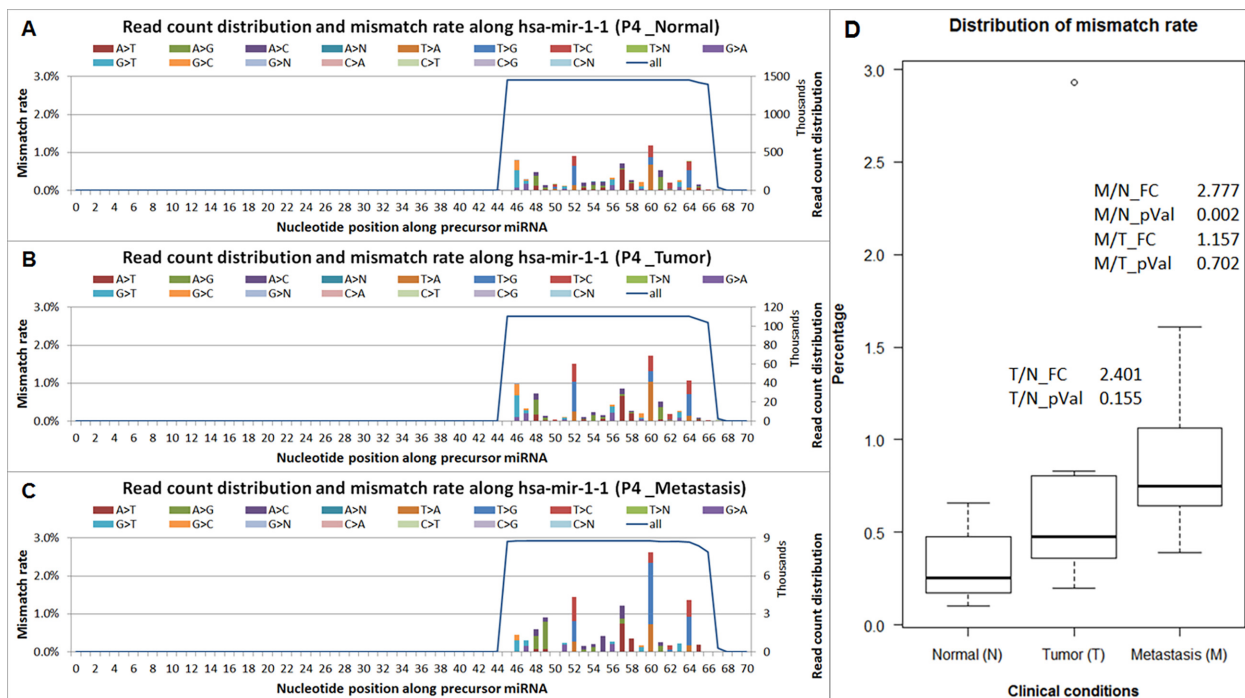 A
Read count distribution and mismatch rate along hsa-mir-1-1 (P4 _Normal)
A>T A>G A>C A>N T>A T>G T>C T>N G>A
G>T G>C G>N C>A C>T C>G C>N all
Mismatch rate
3.0%
2.0%
1.0%
0.0%
1500
1000
500
0
Thousands
Read count distribution
0 2 4 6 8 10 12 14 16 18 20 22 24 26 28 30 32 34 36 38 40 42 44 46 48 50 52 54 56 58 60 62 64 66 68 70
Nucleotide position along precursor miRNA
B
Read count distribution and mismatch rate along hsa-mir-1-1 (P4 _Tumor)
A>T A>G A>C A>N T>A T>G T>C T>N G>A
G>T G>C G>N C>A C>T C>G C>N all
Mismatch rate
3.0%
2.0%
1.0%
0.0%
120
100
80
60
40
20
0
Thousands
Read count distribution
0 2 4 6 8 10 12 14 16 18 20 22 24 26 28 30 32 34 36 38 40 42 44 46 48 50 52 54 56 58 60 62 64 66 68 70
Nucleotide position along precursor miRNA
C
Read count distribution and mismatch rate along hsa-mir-1-1 (P4 _Metastasis)
A>T A>G A>C A>N T>A T>G T>C T>N G>A
G>T G>C G>N C>A C>T C>G C>N all
Mismatch rate
3.0%
2.0%
1.0%
0.0%
9
6
3
0
Thousands
Read count distribution
0 2 4 6 8 10 12 14 16 18 20 22 24 26 28 30 32 34 36 38 40 42 44 46 48 50 52 54 56 58 60 62 64 66 68 70
Nucleotide position along precursor miRNA
D
Distribution of mismatch rate
Percentage
3.0
2.5
2.0
1.5
1.0
0.5
0.0
M/N_FC 2.777
M/N_pVal 0.002
M/T_FC 1.157
M/T_pVal 0.702
T/N_FC 2.401
T/N_pVal 0.155
Normal (N) Tumor (T) Metastasis (M)
Clinical conditions